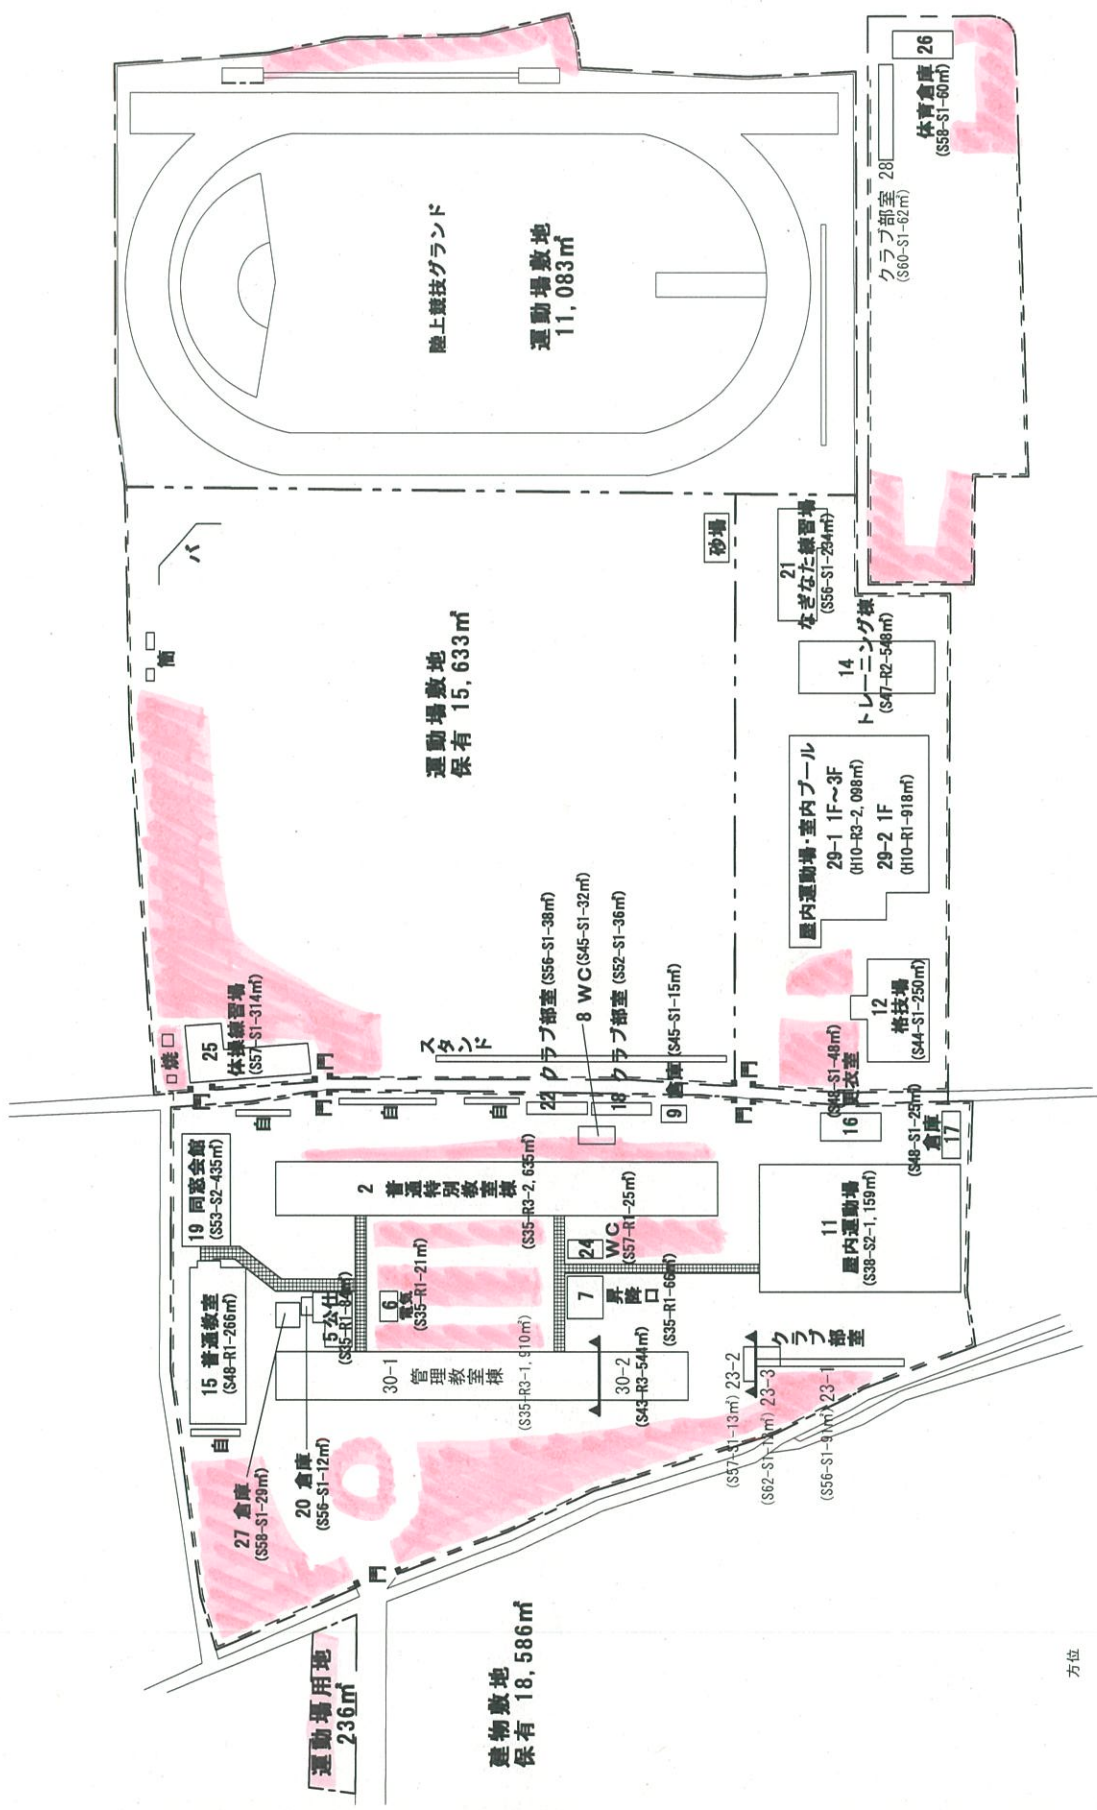 26
体育倉庫
(S58-S1-60㎡)
クラブ部室 28
(S60-S1-62㎡)
陸上競技グランド
運動場敷地
11,083㎡
バ
簡
砂場
21
なぎなた練習場
(S56-S1-294㎡)
14
トレーニング棟
(S47-R2-548㎡)
運動場敷地
保有 15,633㎡
屋内運動場・室内プール
29-1 1F～3F
(H10-R3-2,098㎡)
29-2 1F
(H10-R1-918㎡)
12
格技場
(S44-S1-250㎡)
焼
25
体操練習場
(S57-S1-314㎡)
スタンド
22 クラブ部室(S56-S1-38㎡)
8 WC(S45-S1-32㎡)
18 クラブ部室(S52-S1-36㎡)
9 倉庫(S45-S1-15㎡)
門
門
門
門
門
自
自
自
16 更衣室
(S48-S1-48㎡)
17
倉庫
(S48-S1-25㎡)
19 同窓会館
(S53-S2-435㎡)
2 普通特別教室棟
(S35-R3-2,635㎡)
24
WC
(S57-R1-25㎡)
11
屋内運動場
(S38-S2-1,159㎡)
15 普通教室
(S48-R1-266㎡)
自
5 公仕
6
電気
(S35-R1-21㎡)
7
昇降口
(S35-R1-66㎡)
30-1
管理教室棟
(S35-R3-1,910㎡)
30-2
(S43-R3-544㎡)
クラブ部室
(S57-S1-13㎡) 23-2
23-3
23-1
27 倉庫
(S58-S1-29㎡)
20 倉庫
(S56-S1-12㎡)
門
運動場用地
236㎡
建物敷地
保有 18,586㎡
方位